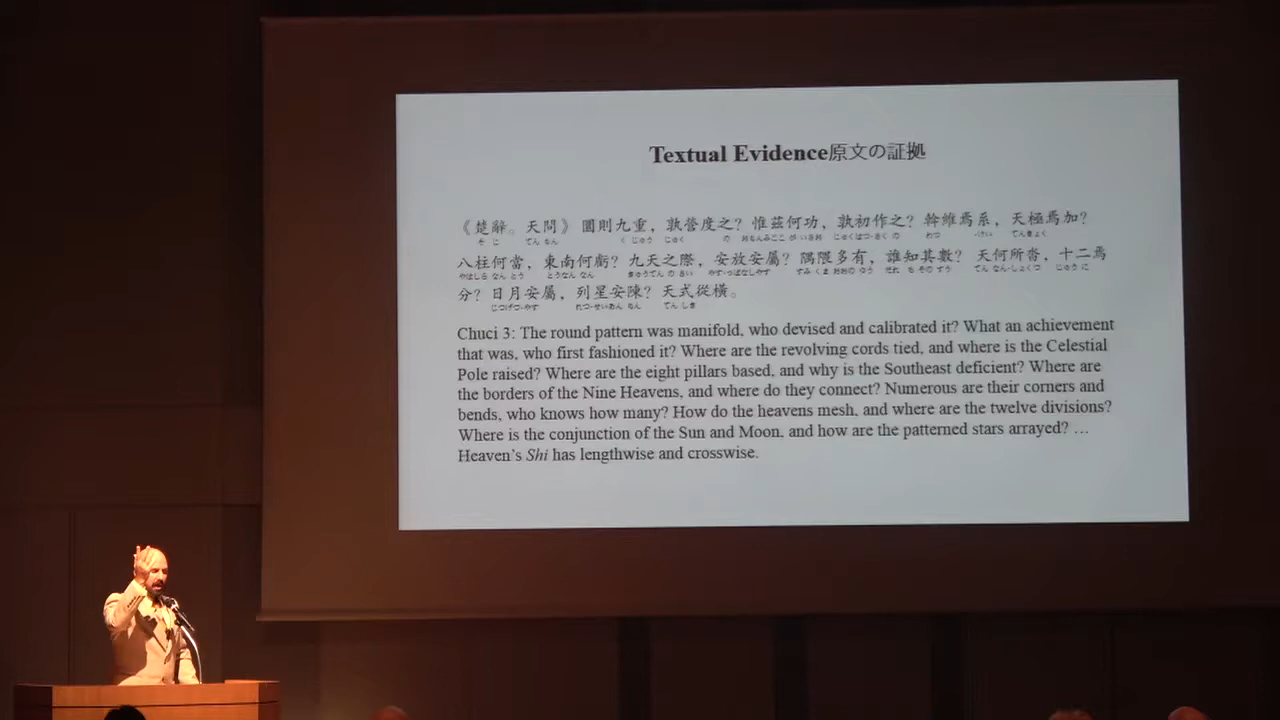 Textual Evidence原文の証拠
《楚辭。天問》圜則九重，孰營度之？惟茲何功，孰初作之？斡維焉系，天極焉加？
八柱何當，東南何虧？九天之際，安放安屬？隅隈多有，誰知其數？天何所沓，十二焉
分？日月安屬，列星安陳？天式從橫。
Chuci 3: The round pattern was manifold, who devised and calibrated it? What an achievement
that was, who first fashioned it? Where are the revolving cords tied, and where is the Celestial
Pole raised? Where are the eight pillars based, and why is the Southeast deficient? Where are
the borders of the Nine Heavens, and where do they connect? Numerous are their corners and
bends, who knows how many? How do the heavens mesh, and where are the twelve divisions?
Where is the conjunction of the Sun and Moon, and how are the patterned stars arrayed? …
Heaven’s Shi has lengthwise and crosswise.